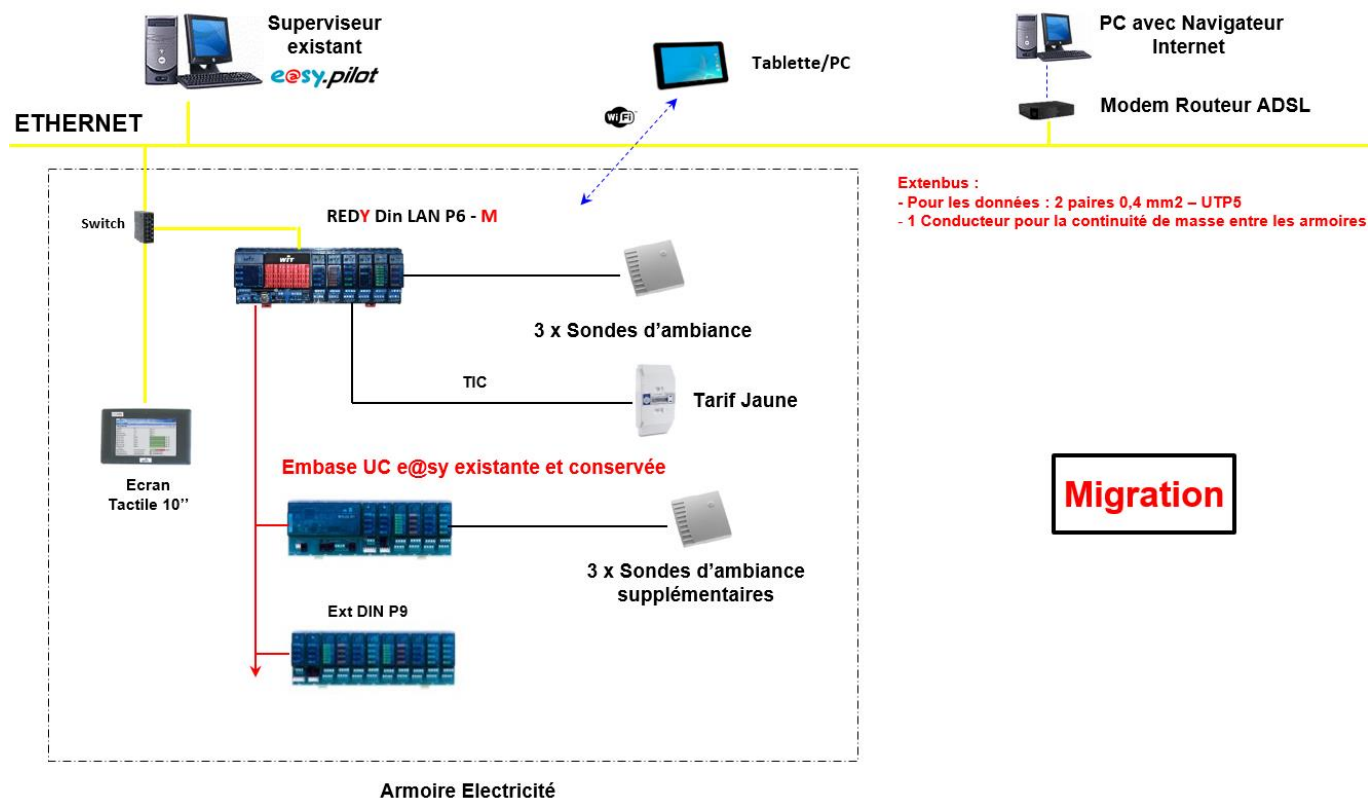 Superviseur
existant
e@sy.pilot
Tablette/PC
PC avec Navigateur
Internet
Modem Routeur ADSL
ETHERNET
WiFi
Extenbus :
- Pour les données : 2 paires 0,4 mm2 – UTP5
- 1 Conducteur pour la continuité de masse entre les armoires
Switch
REDY Din LAN P6 - M
WIT
3 x Sondes d’ambiance
TIC
Tarif Jaune
Ecran
Tactile 10’’
Embase UC e@sy existante et conservée
Migration
3 x Sondes d’ambiance
supplémentaires
Ext DIN P9
Armoire Electricité